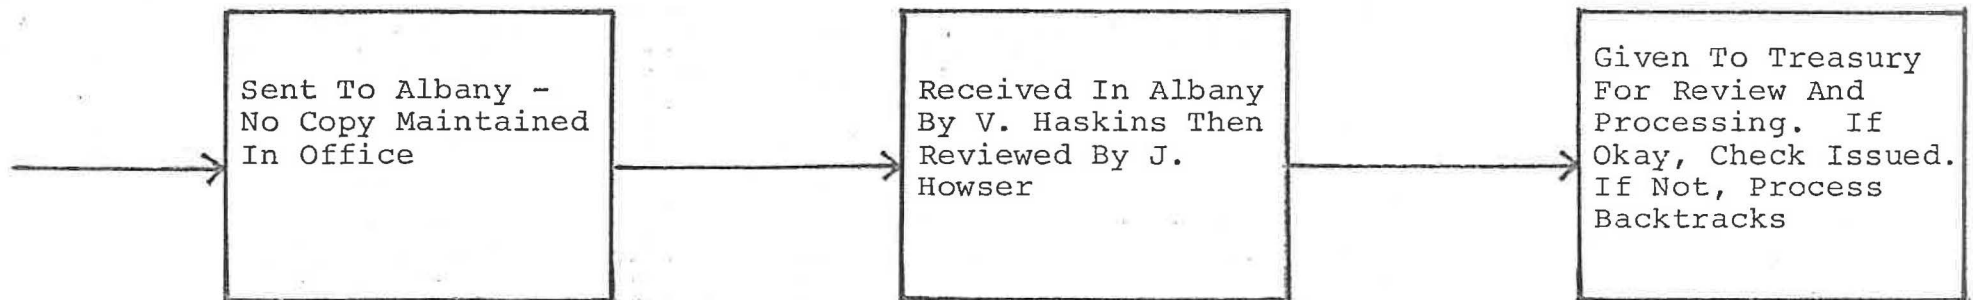 Sent To Albany -
No Copy Maintained
In Office
Received In Albany
By V. Haskins Then
Reviewed By J.
Howser
Given To Treasury
For Review And
Processing. If
Okay, Check Issued.
If Not, Process
Backtracks